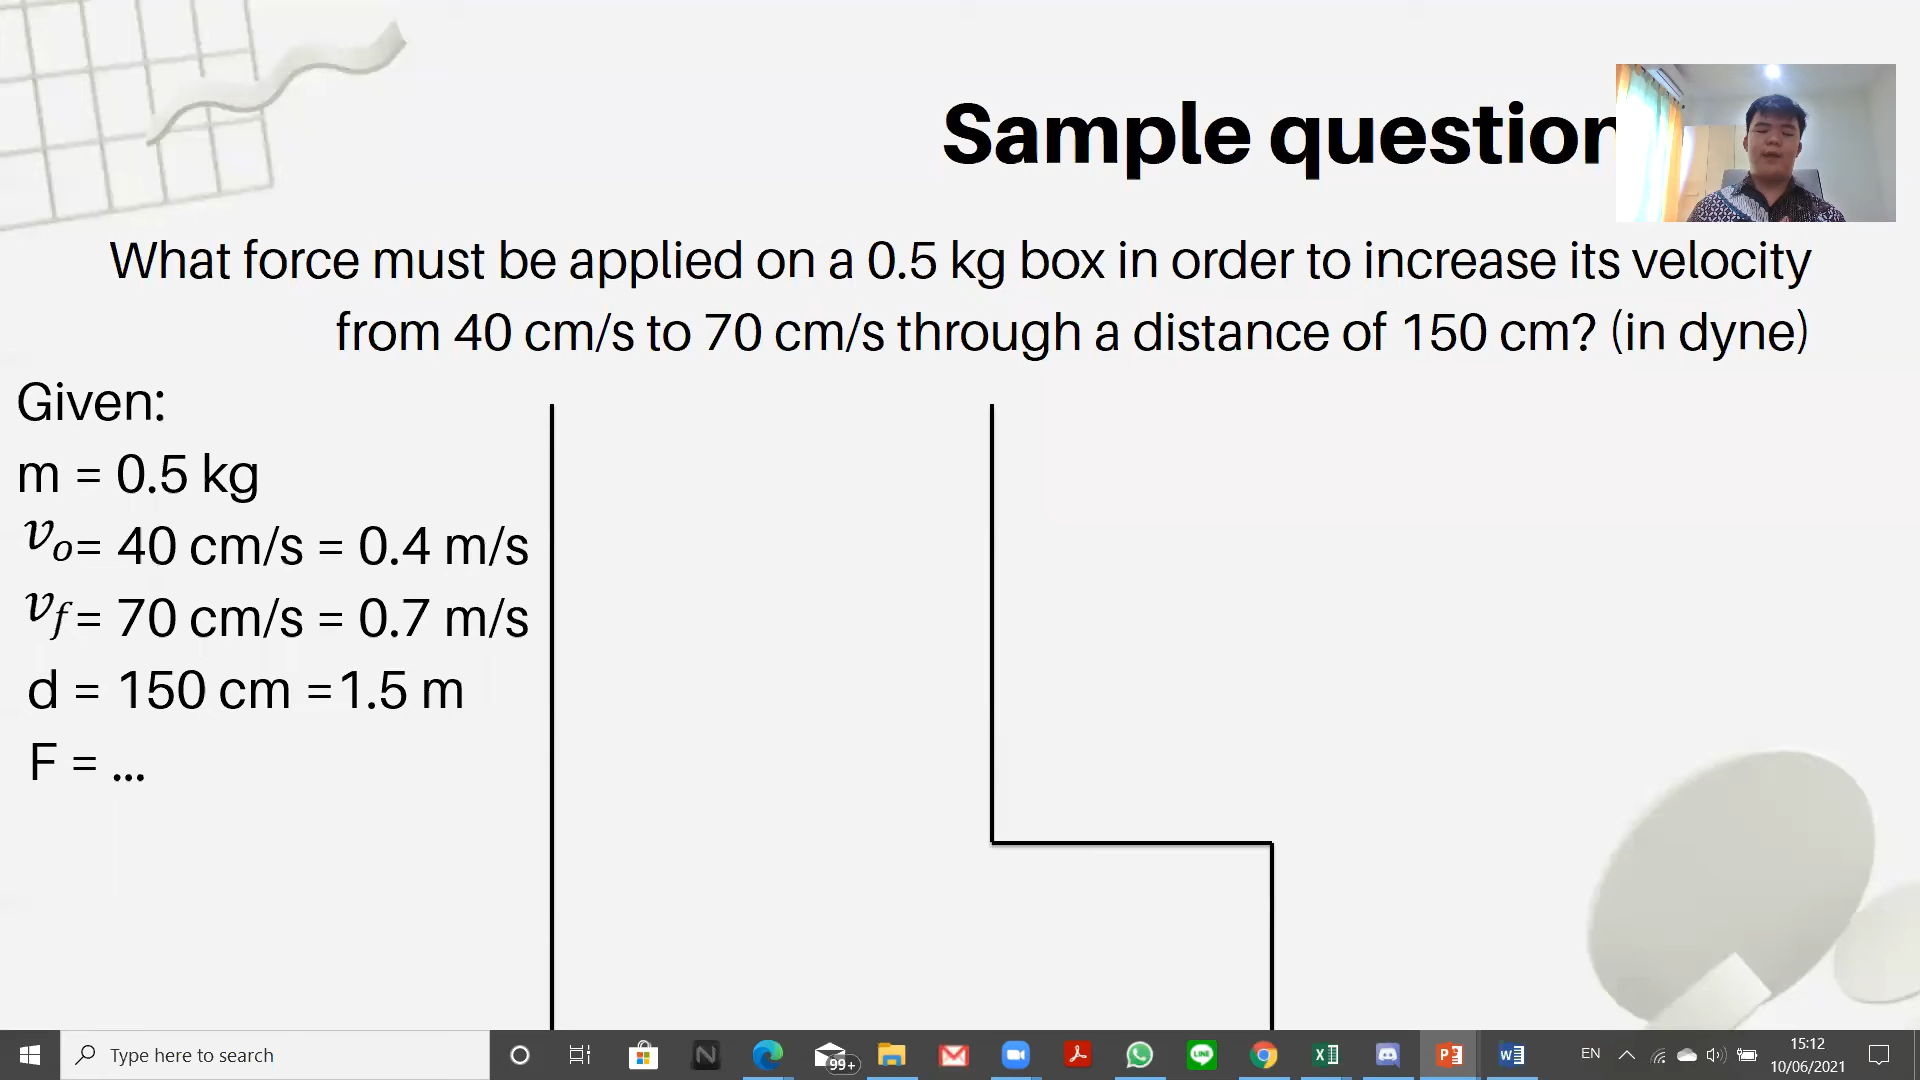 Sample question
What force must be applied on a 0.5 kg box in order to increase its velocity
from 40 cm/s to 70 cm/s through a distance of 150 cm? (in dyne)
Given:
m = 0.5 kg
v₀= 40 cm/s = 0.4 m/s
v_f= 70 cm/s = 0.7 m/s
d = 150 cm =1.5 m
F = ...
Type here to search
99+
EN
15:12
10/06/2021